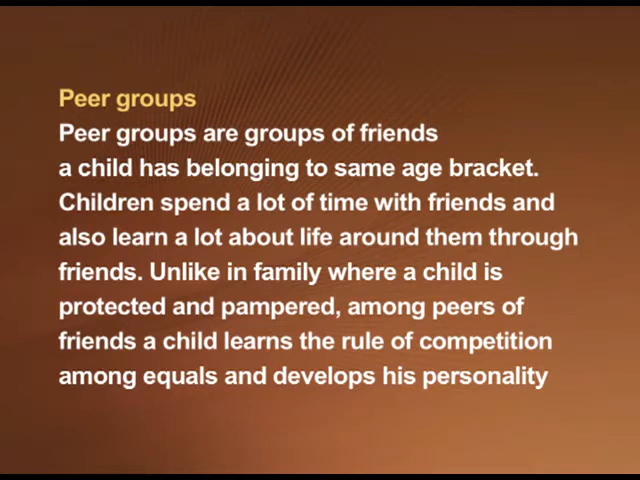 Peer groups
Peer groups are groups of friends
a child has belonging to same age bracket.
Children spend a lot of time with friends and
also learn a lot about life around them through
friends. Unlike in family where a child is
protected and pampered, among peers of
friends a child learns the rule of competition
among equals and develops his personality